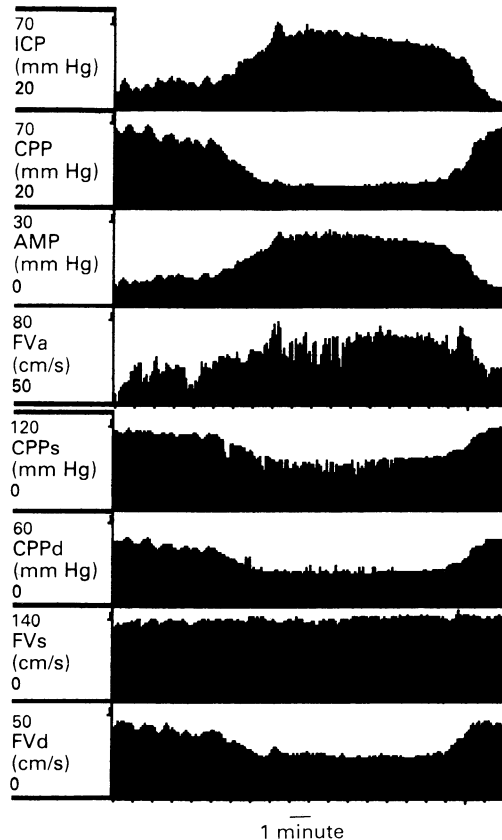 70
ICP
(mm Hg)
20
70
CPP
(mm Hg)
20
30
AMP
(mm Hg)
0
80
FVa
(cm/s)
50
120
CPPs
(mm Hg)
0
60
CPPd
(mm Hg)
0
140
FVs
(cm/s)
0
50
FVd
(cm/s)
0
1 minute